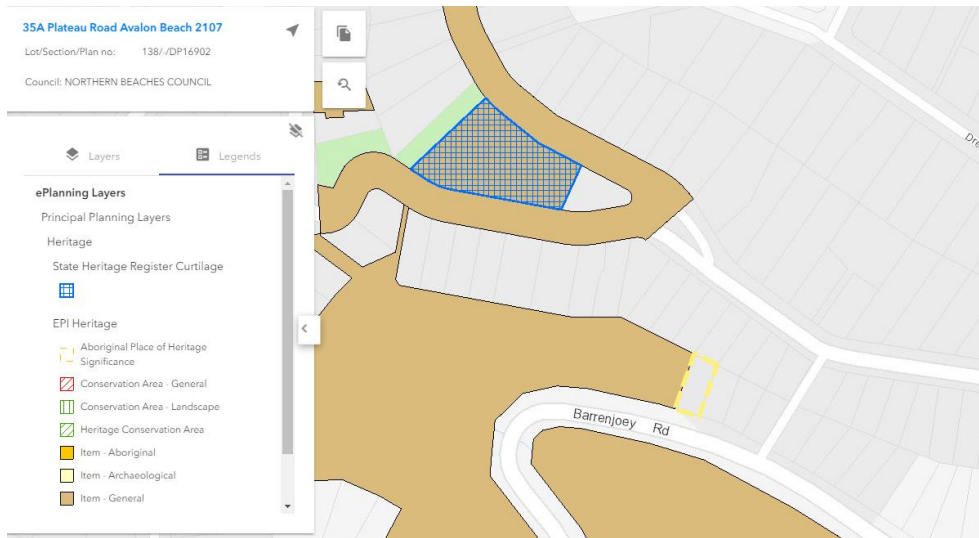 35A Plateau Road Avalon Beach 2107
Lot/Section/Plan no: 138/-/DP16902
Council: NORTHERN BEACHES COUNCIL
Layers
Legends
ePlanning Layers
Principal Planning Layers
Heritage
State Heritage Register Curtilage
EPI Heritage
Aboriginal Place of Heritage
Significance
Conservation Area - General
Conservation Area - Landscape
Heritage Conservation Area
Item - Aboriginal
Item - Archaeological
Item - General
Barrenjoey Rd
Dre